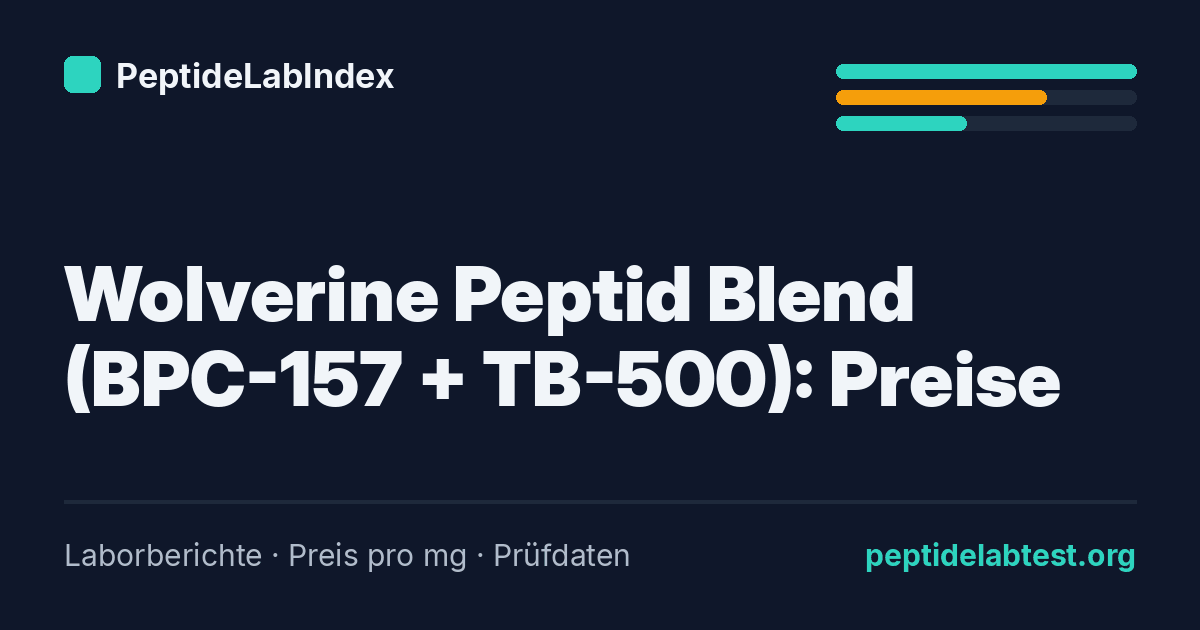 PeptideLabIndex
Wolverine Peptid Blend
(BPC-157 + TB-500): Preise
Laborberichte · Preis pro mg · Prüfdaten
peptidelabtest.org